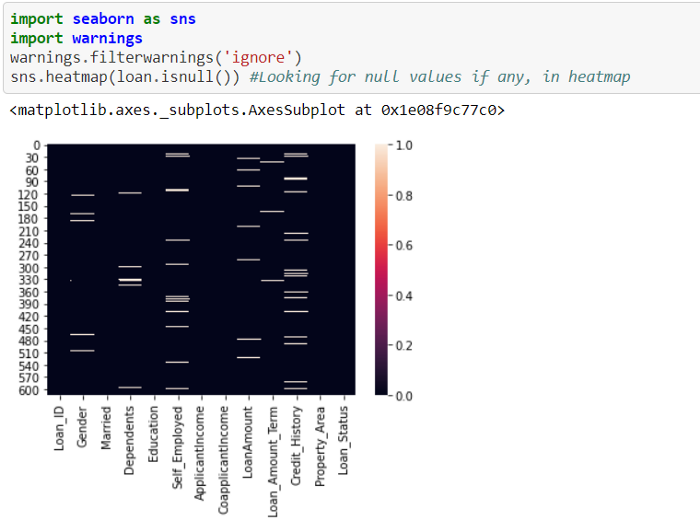 import seaborn as sns
import warnings
warnings.filterwarnings('ignore')
sns.heatmap(loan.isnull()) #Looking for null values if any, in heatmap
<matplotlib.axes._subplots.AxesSubplot at 0x1e08f9c77c0>
0
30
60
90
120
150
180
210
240
270
300
330
360
390
420
450
480
510
540
570
600
Loan_ID
Gender
Married
Dependents
Education
Self_Employed
ApplicantIncome
CoapplicantIncome
LoanAmount
Loan_Amount_Term
Credit_History
Property_Area
Loan_Status
1.0
0.8
0.6
0.4
0.2
0.0